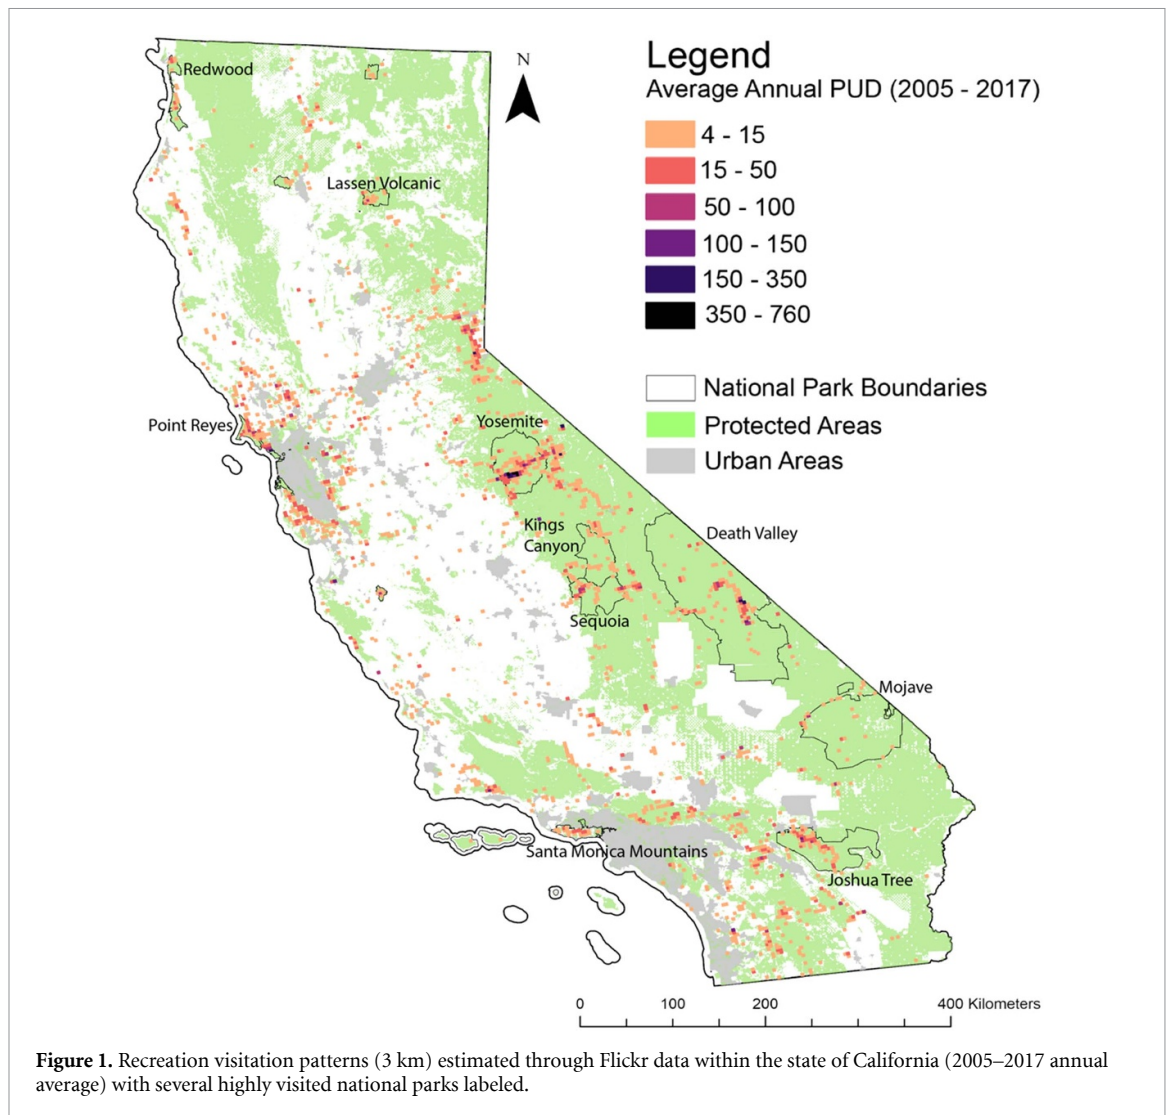 Legend
Average Annual PUD (2005 - 2017)
4 - 15
15 - 50
50 - 100
100 - 150
150 - 350
350 - 760
National Park Boundaries
Protected Areas
Urban Areas
N
Redwood
Lassen Volcanic
Point Reyes
Yosemite
Kings
Canyon
Sequoia
Death Valley
Mojave
Santa Monica Mountains
Joshua Tree
0 100 200 400 Kilometers
Figure 1. Recreation visitation patterns (3 km) estimated through Flickr data within the state of California (2005–2017 annual
average) with several highly visited national parks labeled.